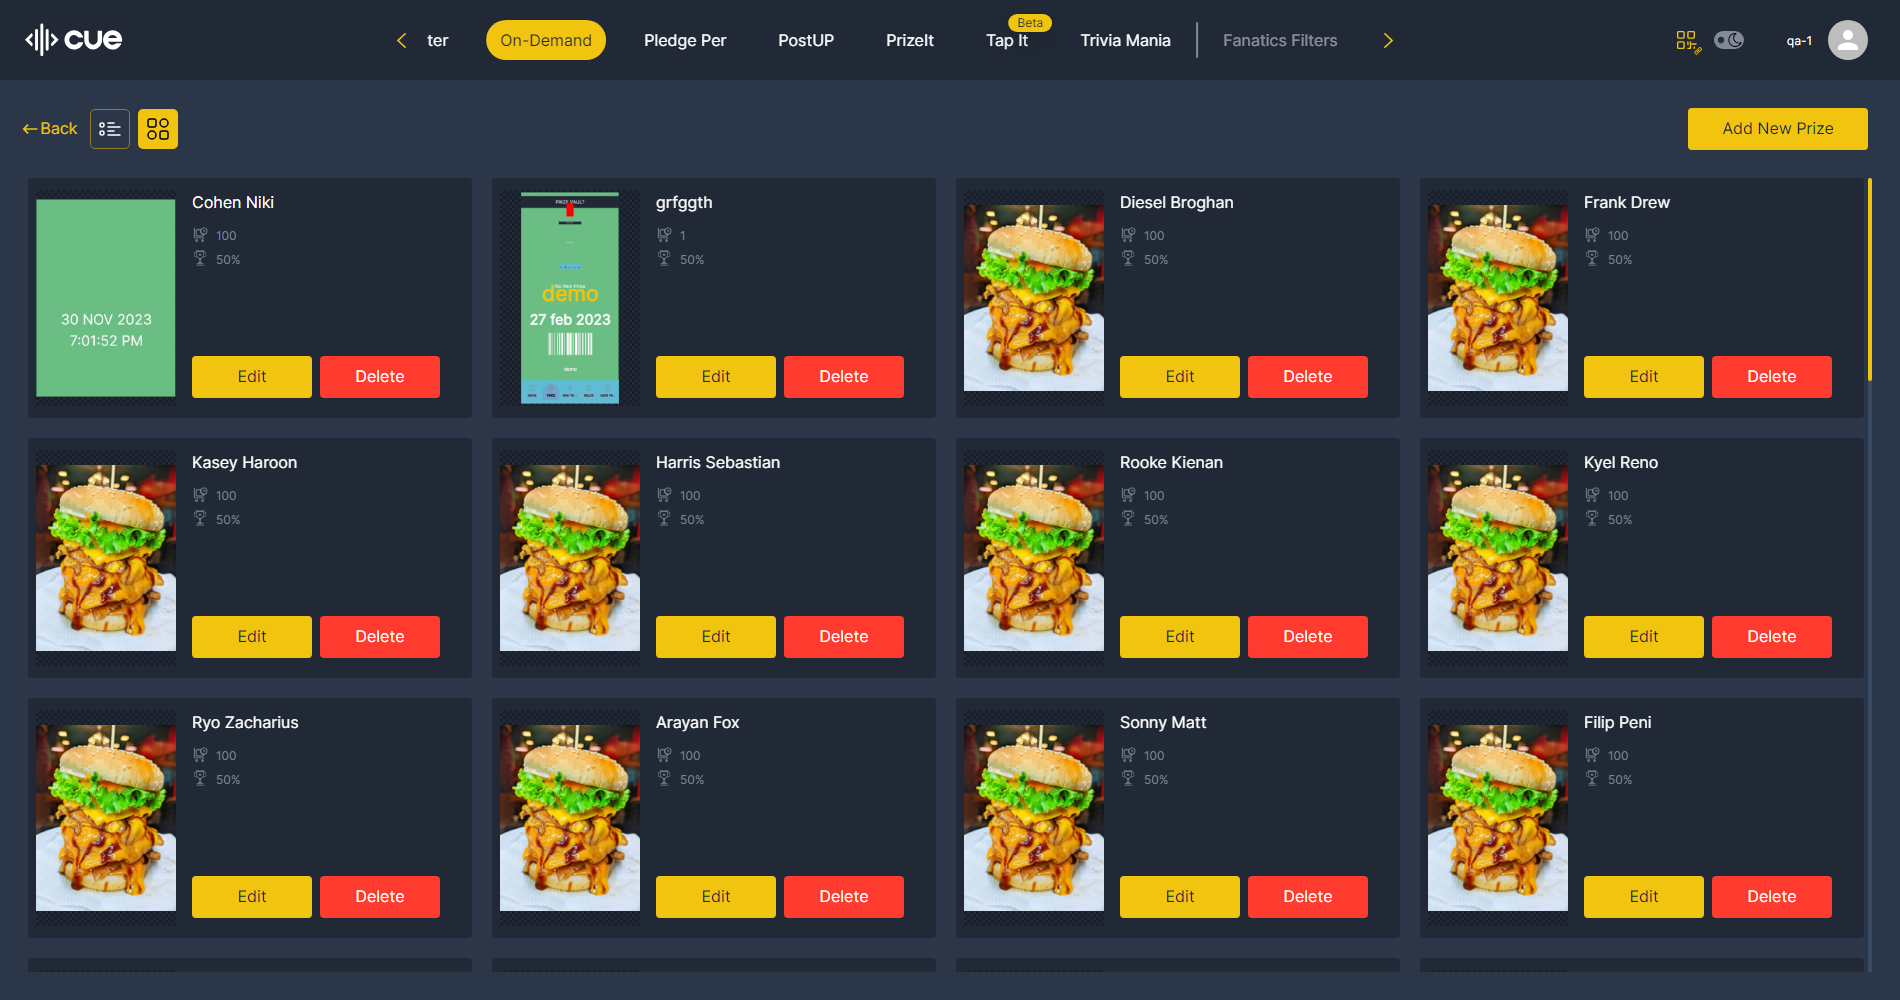 cue
ter
On-Demand
Pledge Per
PostUP
PrizeIt
Beta
Tap It
Trivia Mania
Fanatics Filters
qa-1
Back
Add New Prize
30 NOV 2023
7:01:52 PM
Cohen Niki
100
50%
Edit
Delete
PRIZE VAULT
demo
27 feb 2023
demo
grfggth
1
50%
Edit
Delete
Diesel Broghan
100
50%
Edit
Delete
Frank Drew
100
50%
Edit
Delete
Kasey Haroon
100
50%
Edit
Delete
Harris Sebastian
100
50%
Edit
Delete
Rooke Kienan
100
50%
Edit
Delete
Kyel Reno
100
50%
Edit
Delete
Ryo Zacharius
100
50%
Edit
Delete
Arayan Fox
100
50%
Edit
Delete
Sonny Matt
100
50%
Edit
Delete
Filip Peni
100
50%
Edit
Delete